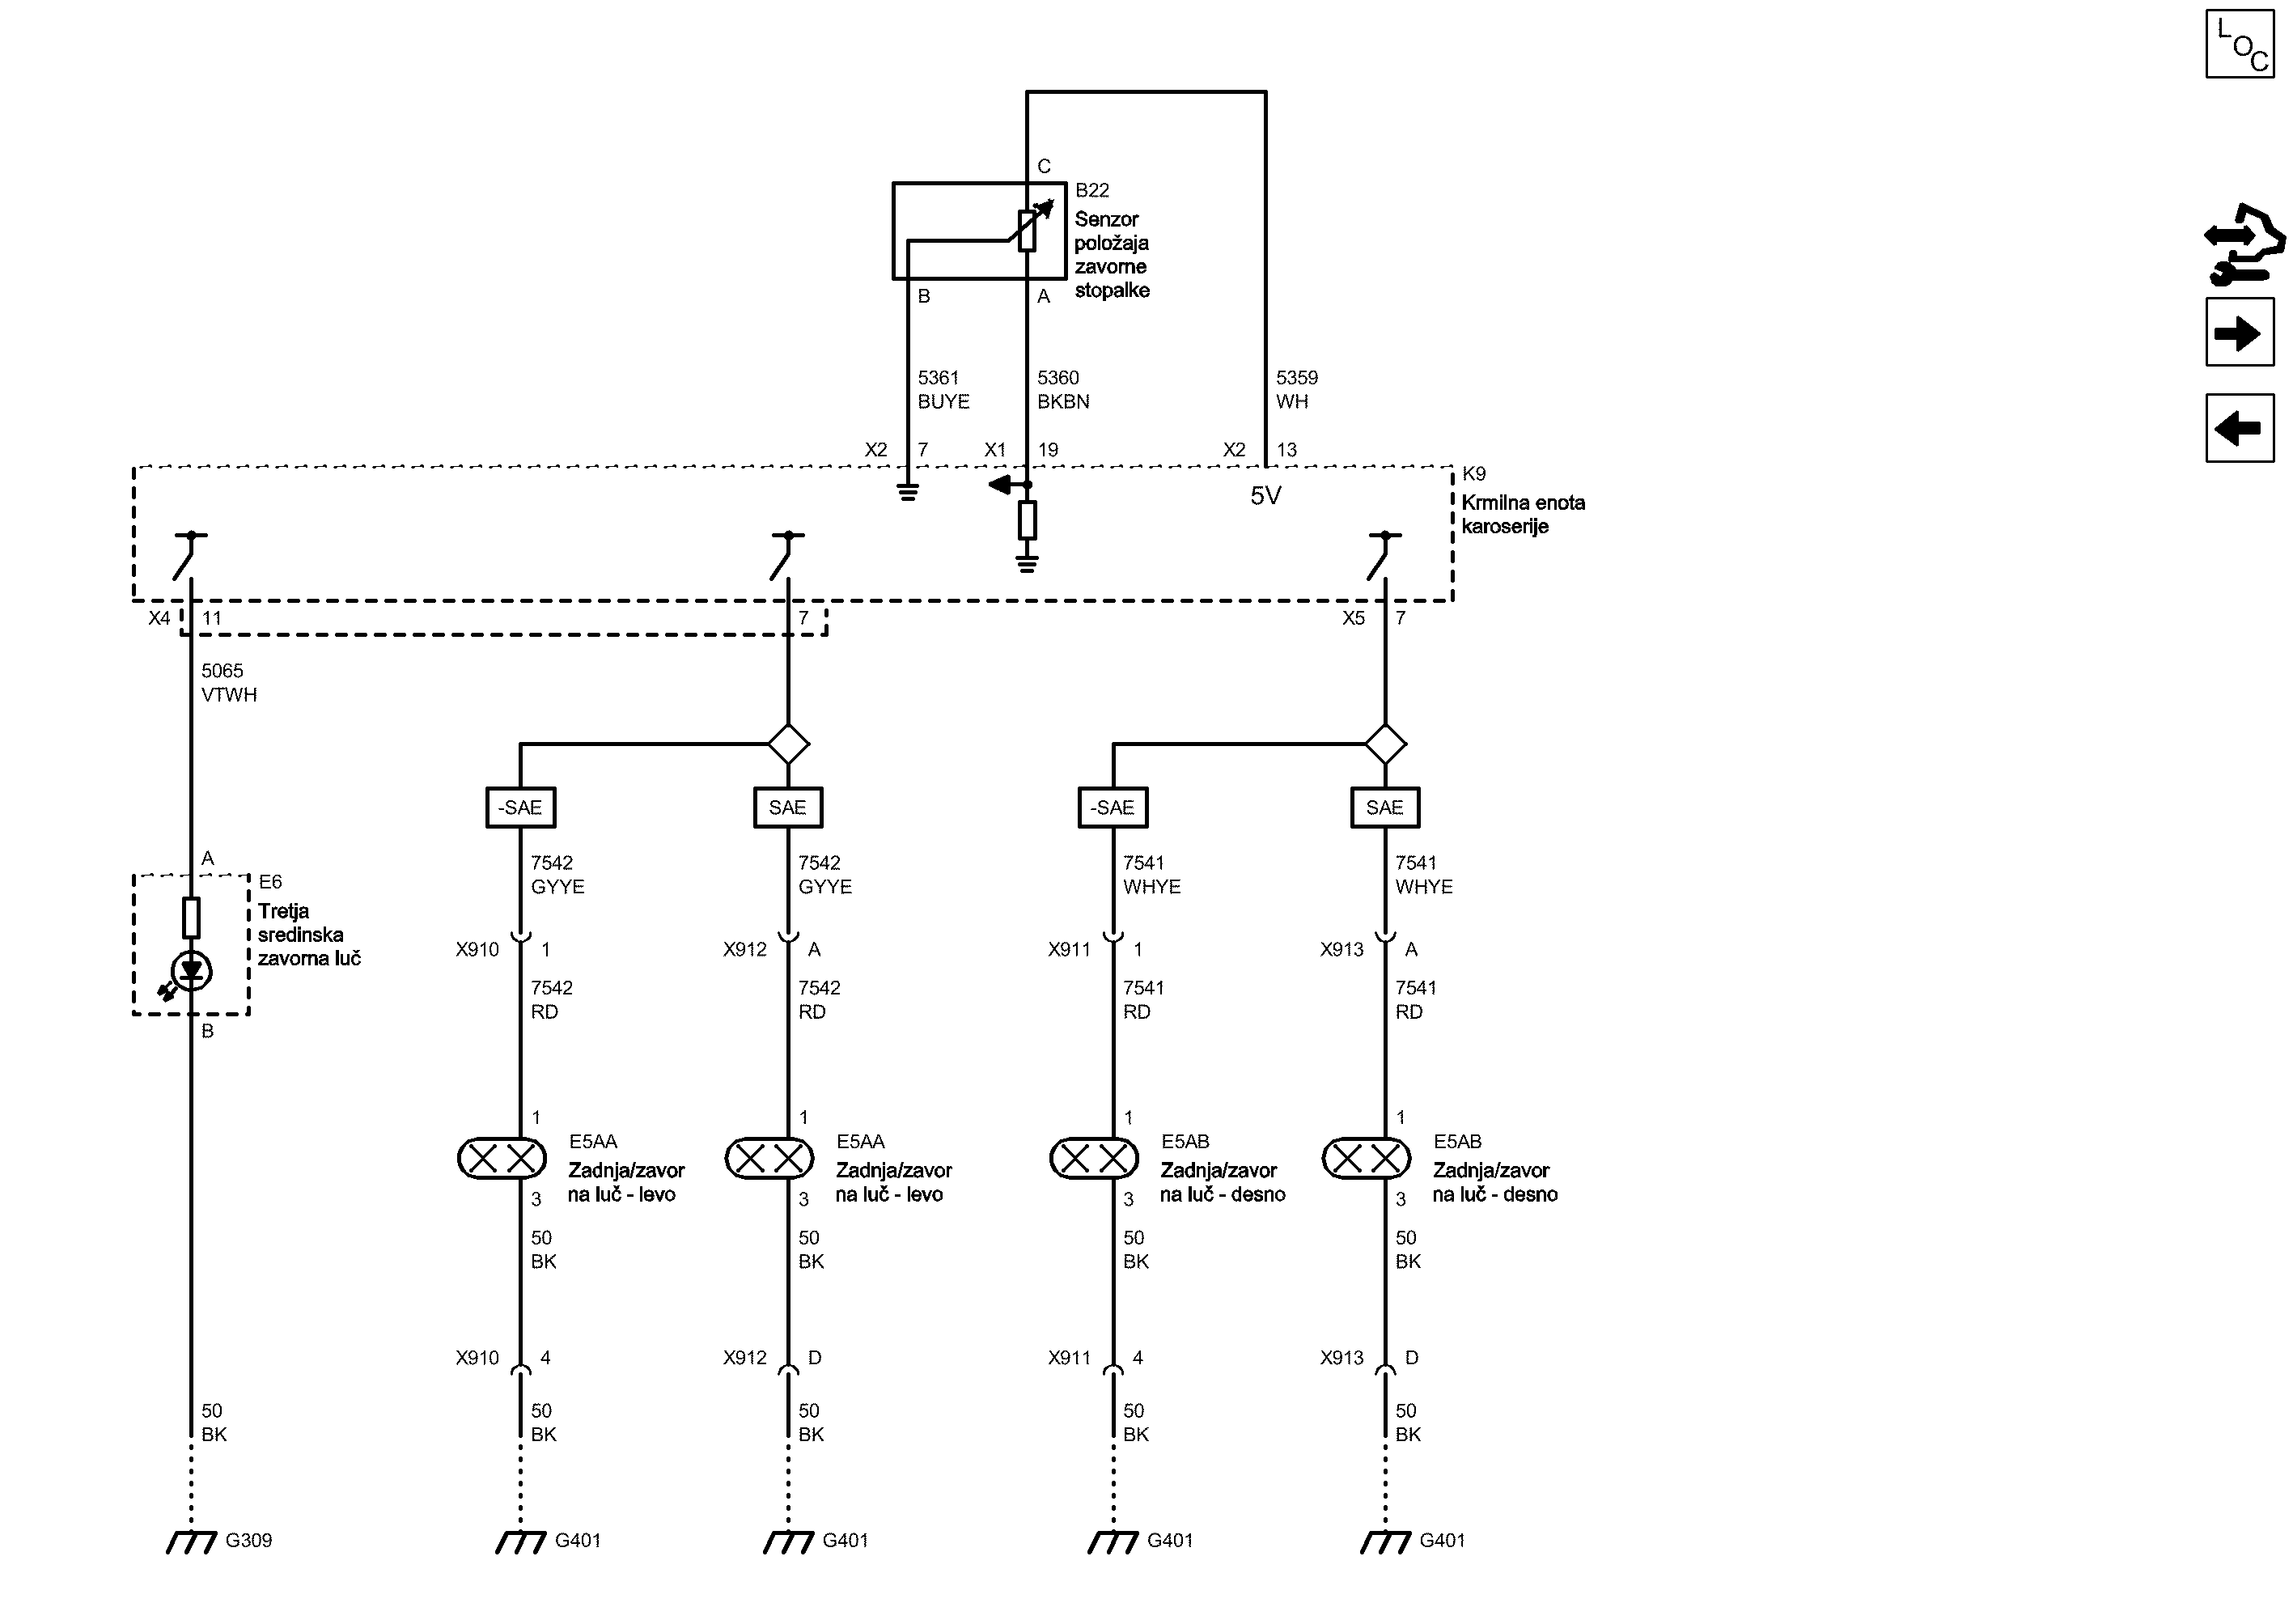 LOC
C
B22
Senzor
položaja
zavorne
stopalke
B
A
5361
BUYE
5360
BKBN
5359
WH
X2
7
X1
19
X2
13
K9
Krmilna enota
karoserije
5V
X4
11
7
X5
7
5065
VTWH
-SAE
SAE
-SAE
SAE
A
E6
Tretja
sredinska
zavorna luč
B
7542
GYYE
7542
GYYE
7541
WHYE
7541
WHYE
X910
1
X912
A
X911
1
X913
A
7542
RD
7542
RD
7541
RD
7541
RD
1
E5AA
Zadnja/zavor
na luč - levo
3
1
E5AA
Zadnja/zavor
na luč - levo
3
1
E5AB
Zadnja/zavor
na luč - desno
3
1
E5AB
Zadnja/zavor
na luč - desno
3
50
BK
50
BK
50
BK
50
BK
X910
4
X912
D
X911
4
X913
D
50
BK
50
BK
50
BK
50
BK
50
BK
G309
G401
G401
G401
G401